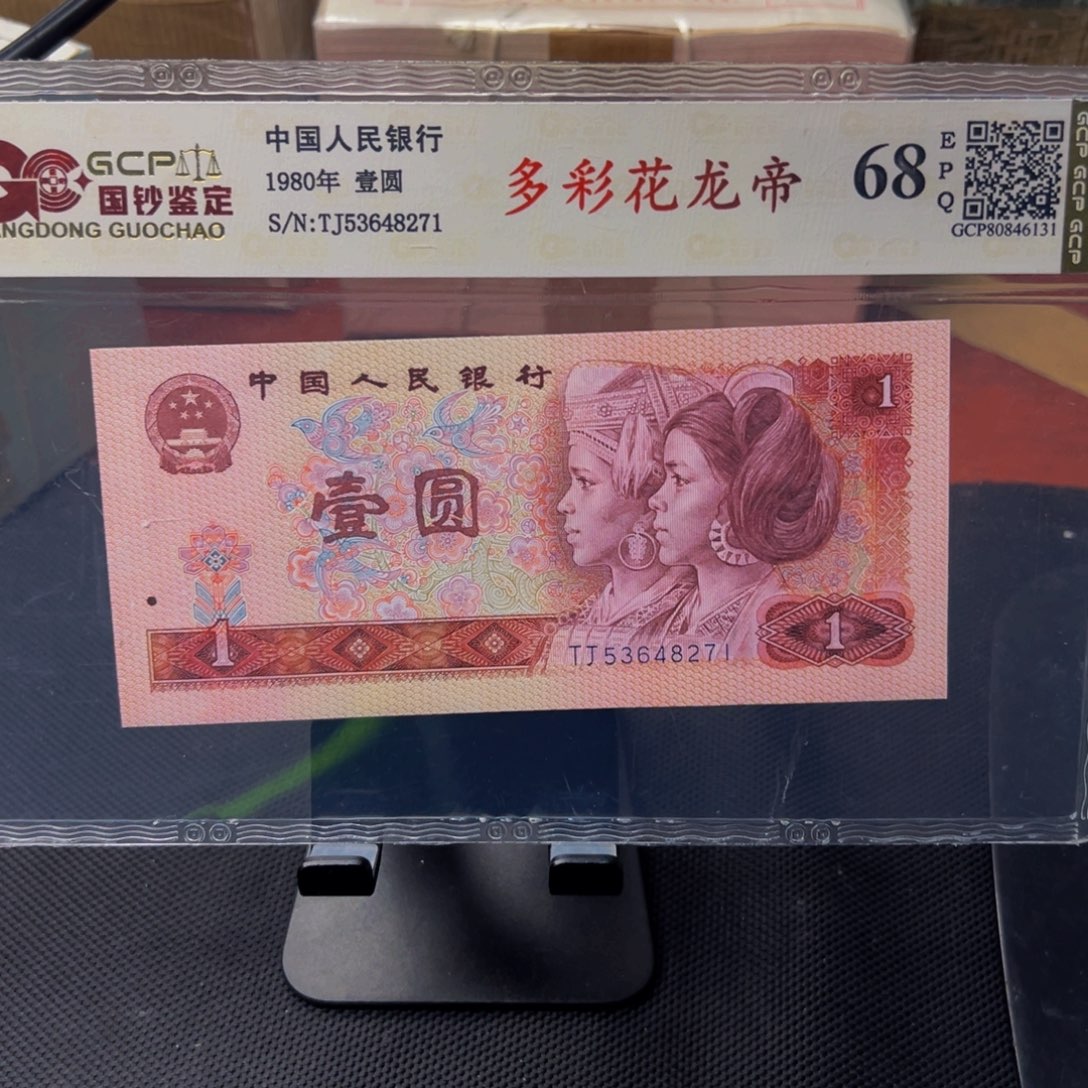 GCP
国钞鉴定
NGDONG GUOCHAO
中国人民银行
1980年 壹圆
S/N:TJ53648271
多彩花龙帝
68
EPQ
GCP80846131
GCP GCP GCP
中国人民银行
1
壹圆
1
TJ53648271
1